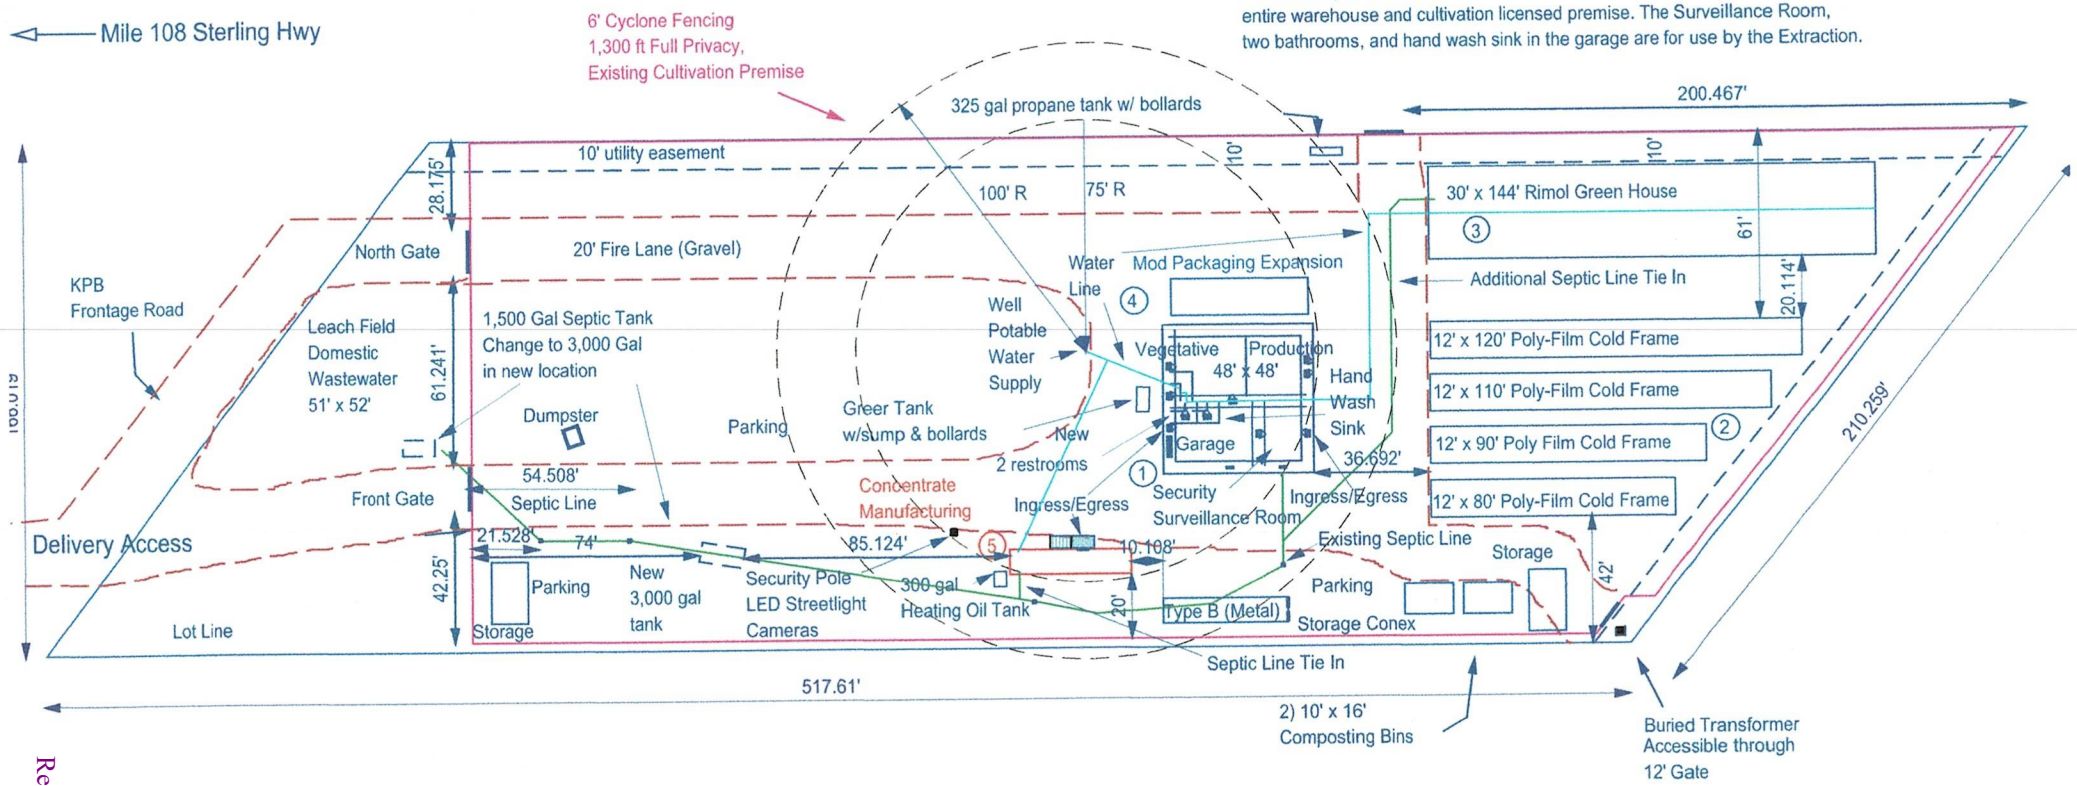 entire warehouse and cultivation licensed premise. The Surveillance Room,
two bathrooms, and hand wash sink in the garage are for use by the Extraction.
Mile 108 Sterling Hwy
6' Cyclone Fencing
1,300 ft Full Privacy,
Existing Cultivation Premise
325 gal propane tank w/ bollards
200.467'
10' utility easement
10'
10'
28.175'
100' R
75' R
30' x 144' Rimol Green House
3
61'
North Gate
20' Fire Lane (Gravel)
Water
Line
Mod Packaging Expansion
4
Additional Septic Line Tie In
20.114'
KPB
Frontage Road
Leach Field
Domestic
Wastewater
51' x 52'
61.241'
1,500 Gal Septic Tank
Change to 3,000 Gal
in new location
Well
Potable
Water
Supply
Vegetative
Production
48' x 48'
12' x 120' Poly-Film Cold Frame
12' x 110' Poly-Film Cold Frame
12' x 90' Poly Film Cold Frame
2
12' x 80' Poly-Film Cold Frame
210.259'
Hand
Wash
Sink
Dumpster
Parking
Greer Tank
w/sump & bollards
New
2 restrooms
Garage
1
36.692'
Front Gate
54.508'
Septic Line
Concentrate
Manufacturing
Ingress/Egress
Security
Surveillance Room
Ingress/Egress
Delivery Access
21.528'
74'
85.124'
5
10.108'
Existing Septic Line
Storage
42.25'
Parking
New
3,000 gal
tank
Security Pole
LED Streetlight
Cameras
300 gal
Heating Oil Tank
20'
Type B (Metal)
Parking
Storage Conex
42'
Lot Line
Storage
Septic Line Tie In
517.61'
2) 10' x 16'
Composting Bins
Buried Transformer
Accessible through
12' Gate
Re